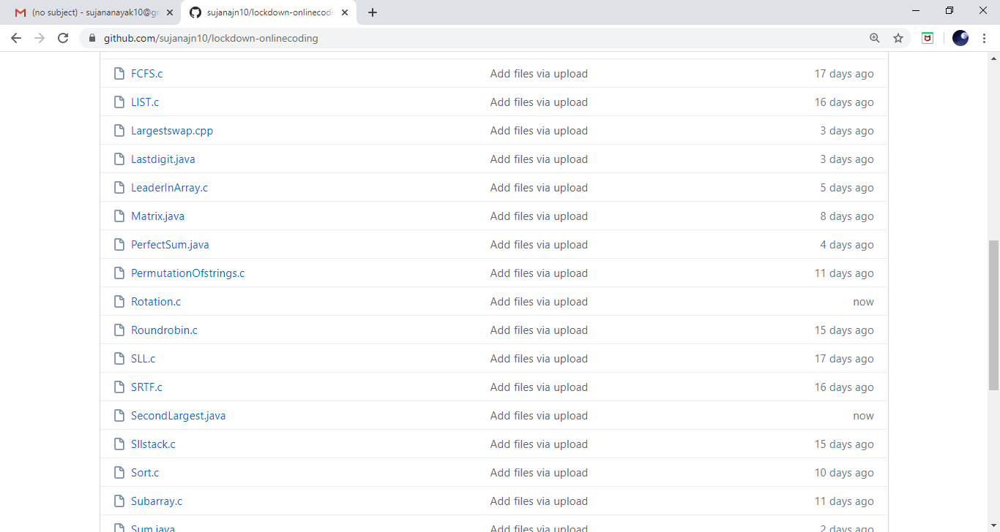 (no subject) - sujananayak10@gm
sujanajn10/lockdown-onlinecodin
github.com/sujanajn10/lockdown-onlinecoding
FCFS.c Add files via upload 17 days ago
LIST.c Add files via upload 16 days ago
Largestswap.cpp Add files via upload 3 days ago
Lastdigit.java Add files via upload 3 days ago
LeaderInArray.c Add files via upload 5 days ago
Matrix.java Add files via upload 8 days ago
PerfectSum.java Add files via upload 4 days ago
PermutationOfstrings.c Add files via upload 11 days ago
Rotation.c Add files via upload now
Roundrobin.c Add files via upload 15 days ago
SLL.c Add files via upload 17 days ago
SRTF.c Add files via upload 16 days ago
SecondLargest.java Add files via upload now
Sllstack.c Add files via upload 15 days ago
Sort.c Add files via upload 10 days ago
Subarray.c Add files via upload 11 days ago
Sum.java Add files via upload 2 days ago